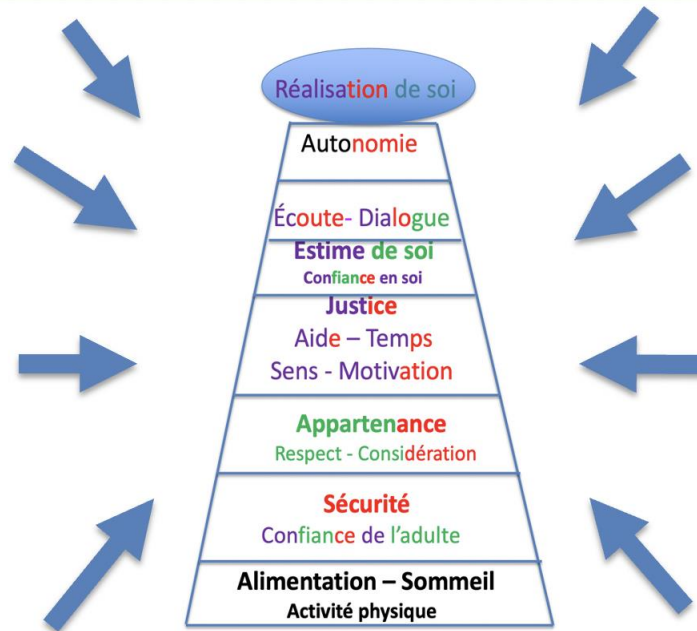 Réalisation de soi
Autonomie
Écoute- Dialogue
Estime de soi
Confiance en soi
Justice
Aide – Temps
Sens - Motivation
Appartenance
Respect - Considération
Sécurité
Confiance de l’adulte
Alimentation – Sommeil
Activité physique